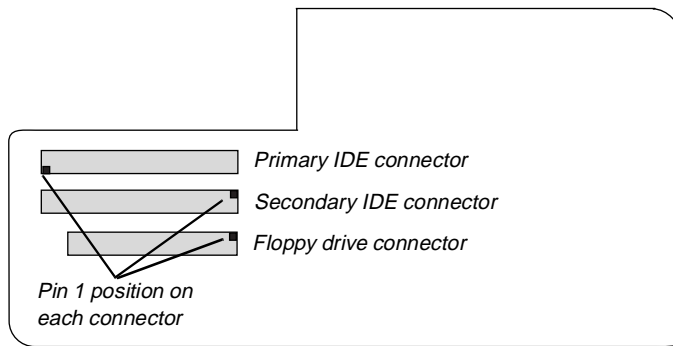 Primary IDE connector
Secondary IDE connector
Floppy drive connector
Pin 1 position on
each connector